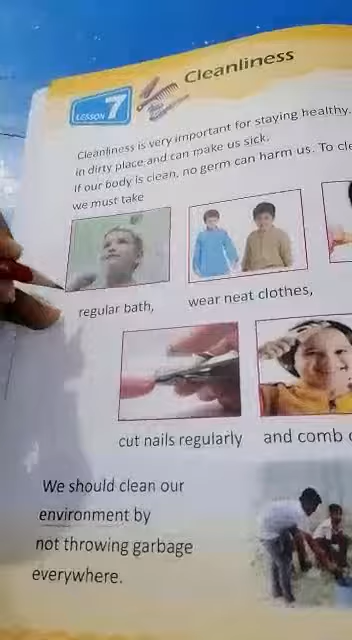 LESSON 7
Cleanliness
Cleanliness is very important for staying healthy.
in dirty place and can make us sick.
If our body is clean, no germ can harm us. To
we must take
regular bath,
wear neat clothes,
cut nails regularly
and comb
We should clean our
environment by
not throwing garbage
everywhere.